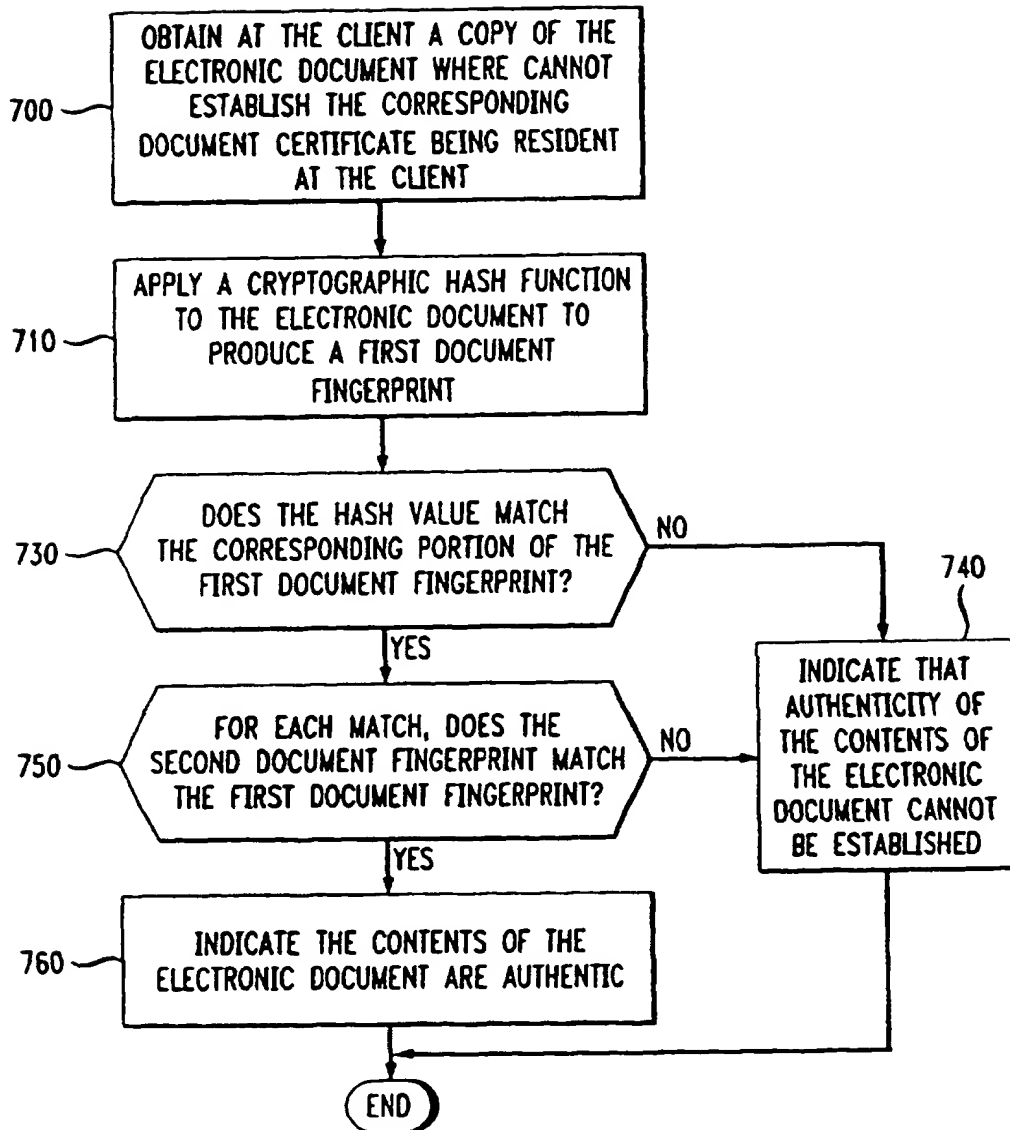 OBTAIN AT THE CLIENT A COPY OF THE
ELECTRONIC DOCUMENT WHERE CANNOT
ESTABLISH THE CORRESPONDING
DOCUMENT CERTIFICATE BEING RESIDENT
AT THE CLIENT
700
APPLY A CRYPTOGRAPHIC HASH FUNCTION
TO THE ELECTRONIC DOCUMENT TO
PRODUCE A FIRST DOCUMENT
FINGERPRINT
710
DOES THE HASH VALUE MATCH
THE CORRESPONDING PORTION OF THE
FIRST DOCUMENT FINGERPRINT?
730
NO
YES
740
INDICATE THAT
AUTHENTICITY OF
THE CONTENTS OF
THE ELECTRONIC
DOCUMENT CANNOT
BE ESTABLISHED
FOR EACH MATCH, DOES THE
SECOND DOCUMENT FINGERPRINT MATCH
THE FIRST DOCUMENT FINGERPRINT?
750
NO
YES
INDICATE THE CONTENTS OF THE
ELECTRONIC DOCUMENT ARE AUTHENTIC
760
END